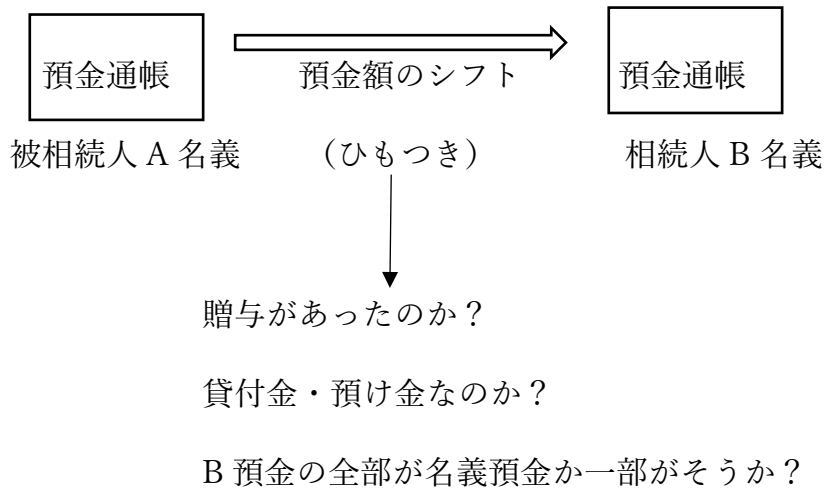 預金通帳 預金額のシフト 預金通帳
被相続人 A 名義 （ひもつき） 相続人 B 名義
贈与があったのか？
貸付金・預け金なのか？
B 預金の全部が名義預金か一部がそうか？